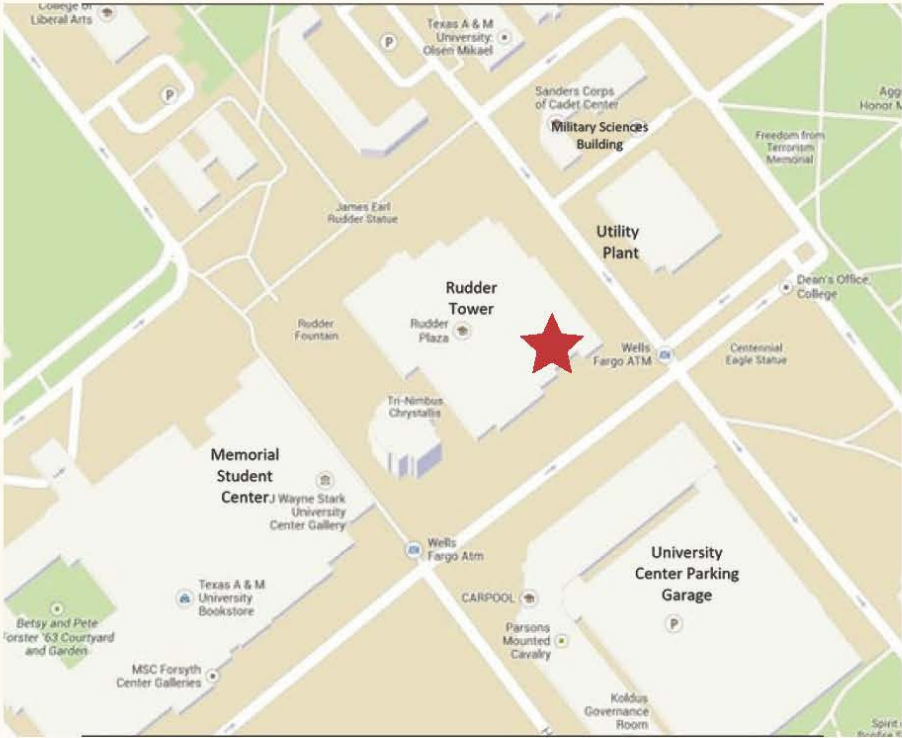 College of
Liberal Arts
P
P
Texas A & M
University:
Olsen Mikael
Sanders Corps
of Cadet Center
Military Sciences
Building
Agg
Honor M
Freedom from
Terrorism
Memorial
James Earl
Rudder Statue
Utility
Plant
Rudder
Tower
Rudder
Plaza
Rudder
Fountain
Dean's Office,
College
Wells
Fargo ATM
Centennial
Eagle Statue
Tri-Nimbus
Chrystallis
Memorial
Student
Center
J Wayne Stark
University
Center Gallery
Wells
Fargo Atm
University
Center Parking
Garage
P
Texas A & M
University
Bookstore
CARPOOL
Betsy and Pete
Forster '63 Courtyard
and Garden
Parsons
Mounted
Cavalry
MSC Forsyth
Center Galleries
Koldus
Governance
Room
Spirit
Bonfire S